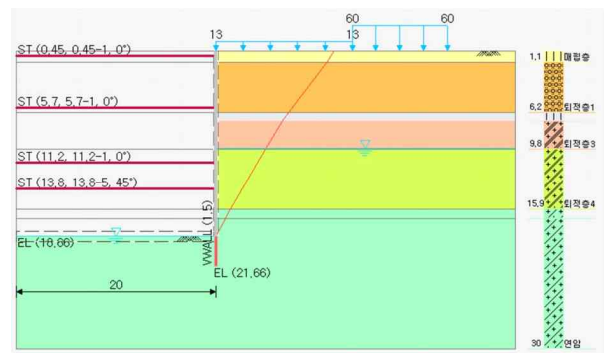 60 60
13 13
ST (0,45, 0,45-1, 0°)
1,1 매립층
ST (5,7, 5,7-1, 0°)
6,2 퇴적층1
9,8 퇴적층3
ST (11,2, 11,2-1, 0°)
ST (13,8, 13,8-5, 45°)
15,9 퇴적층4
VWALL (1,5)
EL (18,66)
EL (21,66)
20
30 연암